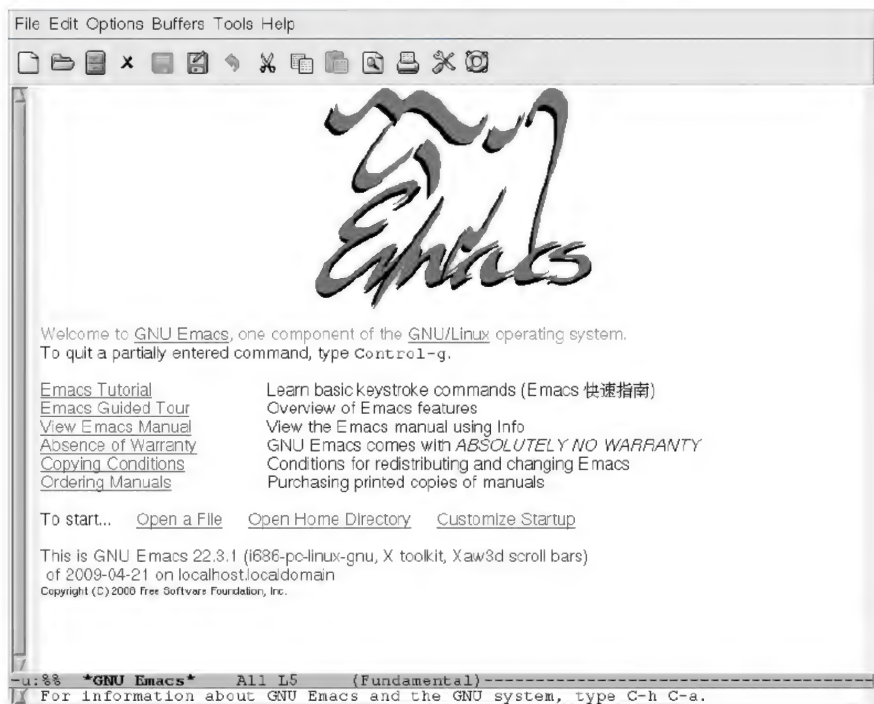 File Edit Options Buffers Tools Help
Emacs
Welcome to GNU Emacs, one component of the GNU/Linux operating system.
To quit a partially entered command, type Control-g.
Emacs Tutorial Learn basic keystroke commands (Emacs 快速指南)
Emacs Guided Tour Overview of Emacs features
View Emacs Manual View the Emacs manual using Info
Absence of Warranty GNU Emacs comes with ABSOLUTELY NO WARRANTY
Copying Conditions Conditions for redistributing and changing Emacs
Ordering Manuals Purchasing printed copies of manuals
To start... Open a File Open Home Directory Customize Startup
This is GNU Emacs 22.3.1 (i686-pc-linux-gnu, X toolkit, Xaw3d scroll bars)
of 2009-04-21 on localhost.localdomain
Copyright (C) 2008 Free Software Foundation, Inc.
-u:%% *GNU Emacs* All L5 (Fundamental)--------------------------------------------
For information about GNU Emacs and the GNU system, type C-h C-a.